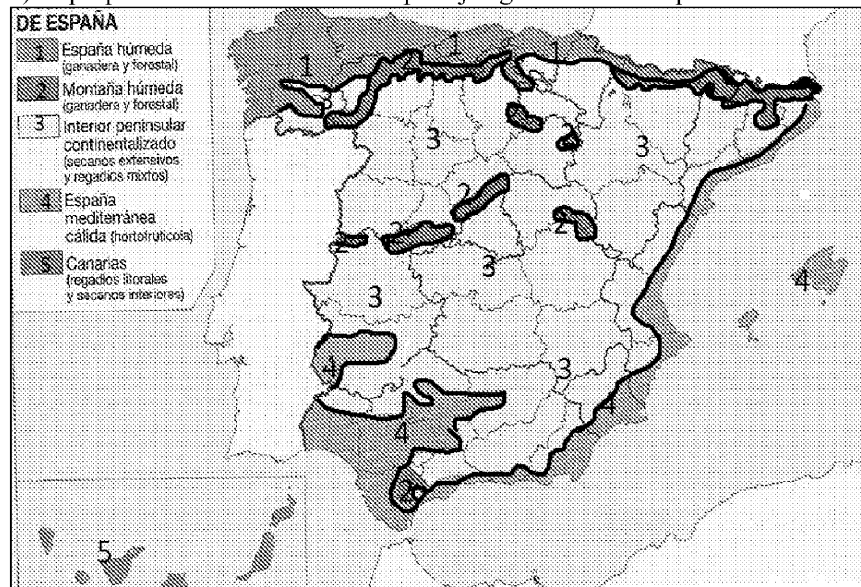 DE ESPAÑA
1 España húmeda
(ganadera y forestal)
2 Montaña húmeda
(ganadera y forestal)
3 Interior peninsular
continentalizado
(secanos extensivos
y regadíos mixtos)
4 España
mediterránea
cálida (hortofrutícola)
5 Canarias
(regadíos litorales
y secanos interiores)
1
1
1
3
3
2
2
2
2
2
3
3
4
4
3
4
4
2
5